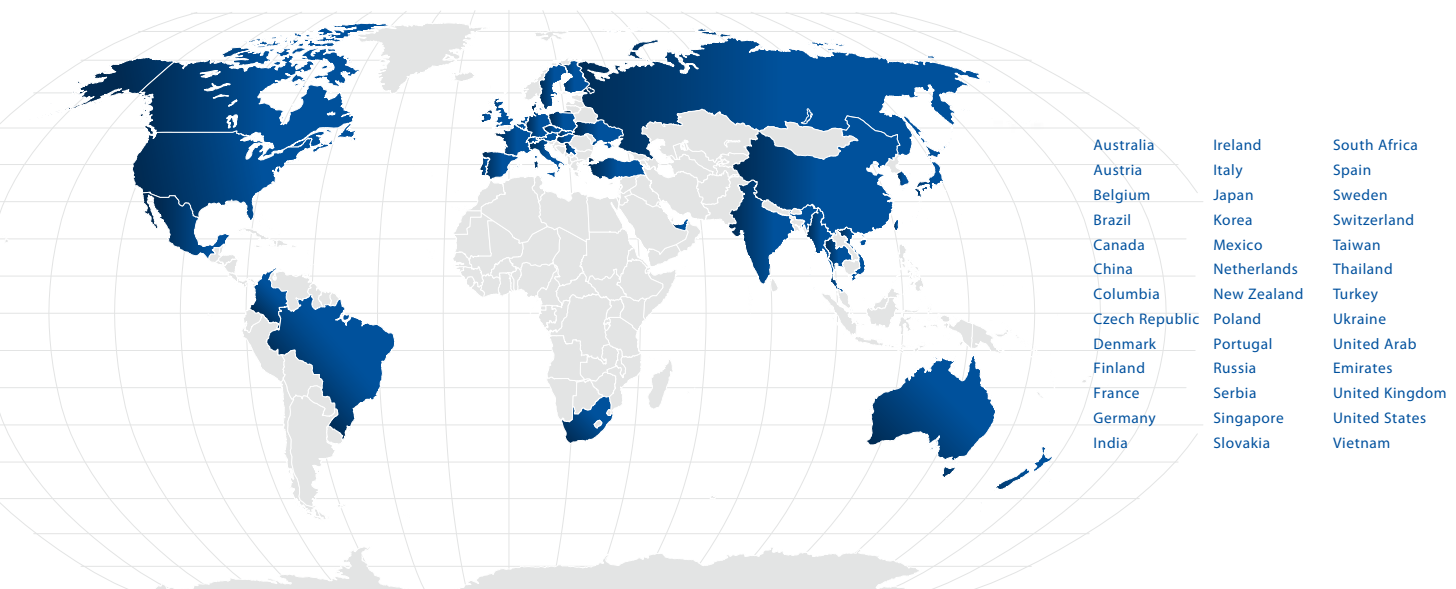 Australia
Austria
Belgium
Brazil
Canada
China
Columbia
Czech Republic
Denmark
Finland
France
Germany
India
Ireland
Italy
Japan
Korea
Mexico
Netherlands
New Zealand
Poland
Portugal
Russia
Serbia
Singapore
Slovakia
South Africa
Spain
Sweden
Switzerland
Taiwan
Thailand
Turkey
Ukraine
United Arab
Emirates
United Kingdom
United States
Vietnam